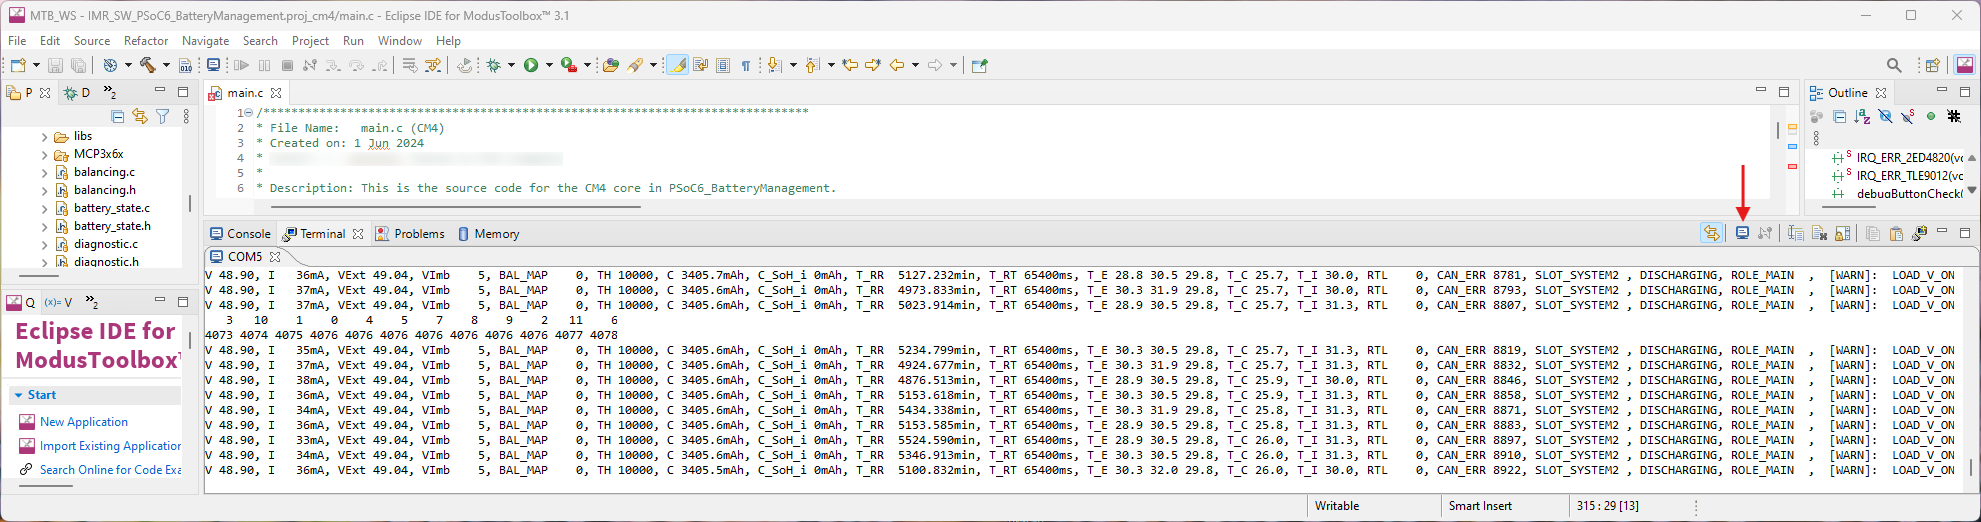 MTB_WS - IMR_SW_PSoC6_BatteryManagement.proj_cm4/main.c - Eclipse IDE for ModusToolbox™ 3.1
File Edit Source Refactor Navigate Search Project Run Window Help
P D »2
main.c
Outline
libs
MCP3x6x
balancing.c
balancing.h
battery_state.c
battery_state.h
diagnostic.c
diagnostic.h
1 /*******************************************************************************
2 * File Name: main.c (CM4)
3 * Created on: 1 Jun 2024
4 *
5 *
6 * Description: This is the source code for the CM4 core in PSoC6_BatteryManagement.
IRQ_ERR_2ED4820(vo
IRQ_ERR_TLE9012(vo
debugButtonCheck(
Console Terminal Problems Memory
COM5
V 48.90, I 36mA, VExt 49.04, VImb 5, BAL_MAP 0, TH 10000, C 3405.7mAh, C_SoH_i 0mAh, T_RR 5127.232min, T_RT 65400ms, T_E 28.8 30.5 29.8, T_C 25.7, T_I 30.0, RTL 0, CAN_ERR 8781, SLOT_SYSTEM2 , DISCHARGING, ROLE_MAIN , [WARN]: LOAD_V_ON
V 48.90, I 37mA, VExt 49.04, VImb 5, BAL_MAP 0, TH 10000, C 3405.7mAh, C_SoH_i 0mAh, T_RR 4973.833min, T_RT 65400ms, T_E 30.3 31.9 29.8, T_C 25.7, T_I 30.0, RTL 0, CAN_ERR 8793, SLOT_SYSTEM2 , DISCHARGING, ROLE_MAIN , [WARN]: LOAD_V_ON
V 48.90, I 37mA, VExt 49.04, VImb 5, BAL_MAP 0, TH 10000, C 3405.6mAh, C_SoH_i 0mAh, T_RR 5023.914min, T_RT 65400ms, T_E 28.9 30.5 29.8, T_C 25.7, T_I 31.3, RTL 0, CAN_ERR 8807, SLOT_SYSTEM2 , DISCHARGING, ROLE_MAIN , [WARN]: LOAD_V_ON
3 10 1 0 4 5 7 8 9 2 11 6
4073 4074 4075 4076 4076 4076 4076 4076 4076 4076 4077 4078
V 48.90, I 35mA, VExt 49.04, VImb 5, BAL_MAP 0, TH 10000, C 3405.6mAh, C_SoH_i 0mAh, T_RR 5234.799min, T_RT 65400ms, T_E 30.3 30.5 29.8, T_C 25.7, T_I 31.3, RTL 0, CAN_ERR 8819, SLOT_SYSTEM2 , DISCHARGING, ROLE_MAIN , [WARN]: LOAD_V_ON
V 48.90, I 37mA, VExt 49.04, VImb 5, BAL_MAP 0, TH 10000, C 3405.6mAh, C_SoH_i 0mAh, T_RR 4924.677min, T_RT 65400ms, T_E 30.3 31.9 29.8, T_C 25.7, T_I 31.3, RTL 0, CAN_ERR 8832, SLOT_SYSTEM2 , DISCHARGING, ROLE_MAIN , [WARN]: LOAD_V_ON
V 48.90, I 38mA, VExt 49.04, VImb 5, BAL_MAP 0, TH 10000, C 3405.6mAh, C_SoH_i 0mAh, T_RR 4876.513min, T_RT 65400ms, T_E 28.9 30.5 29.8, T_C 25.9, T_I 30.0, RTL 0, CAN_ERR 8846, SLOT_SYSTEM2 , DISCHARGING, ROLE_MAIN , [WARN]: LOAD_V_ON
V 48.90, I 36mA, VExt 49.04, VImb 5, BAL_MAP 0, TH 10000, C 3405.6mAh, C_SoH_i 0mAh, T_RR 5153.618min, T_RT 65400ms, T_E 28.9 30.5 29.8, T_C 25.8, T_I 31.3, RTL 0, CAN_ERR 8858, SLOT_SYSTEM2 , DISCHARGING, ROLE_MAIN , [WARN]: LOAD_V_ON
V 48.90, I 34mA, VExt 49.04, VImb 5, BAL_MAP 0, TH 10000, C 3405.6mAh, C_SoH_i 0mAh, T_RR 5434.338min, T_RT 65400ms, T_E 30.3 31.9 29.8, T_C 25.8, T_I 31.3, RTL 0, CAN_ERR 8871, SLOT_SYSTEM2 , DISCHARGING, ROLE_MAIN , [WARN]: LOAD_V_ON
V 48.90, I 36mA, VExt 49.04, VImb 5, BAL_MAP 0, TH 10000, C 3405.6mAh, C_SoH_i 0mAh, T_RR 5153.585min, T_RT 65400ms, T_E 28.9 30.5 29.8, T_C 25.8, T_I 31.3, RTL 0, CAN_ERR 8883, SLOT_SYSTEM2 , DISCHARGING, ROLE_MAIN , [WARN]: LOAD_V_ON
V 48.90, I 33mA, VExt 49.04, VImb 5, BAL_MAP 0, TH 10000, C 3405.6mAh, C_SoH_i 0mAh, T_RR 5524.590min, T_RT 65400ms, T_E 28.9 30.5 29.8, T_C 26.0, T_I 31.3, RTL 0, CAN_ERR 8897, SLOT_SYSTEM2 , DISCHARGING, ROLE_MAIN , [WARN]: LOAD_V_ON
V 48.90, I 34mA, VExt 49.04, VImb 5, BAL_MAP 0, TH 10000, C 3405.6mAh, C_SoH_i 0mAh, T_RR 5346.913min, T_RT 65400ms, T_E 30.3 31.9 29.8, T_C 26.0, T_I 31.3, RTL 0, CAN_ERR 8910, SLOT_SYSTEM2 , DISCHARGING, ROLE_MAIN , [WARN]: LOAD_V_ON
V 48.90, I 36mA, VExt 49.04, VImb 5, BAL_MAP 0, TH 10000, C 3405.5mAh, C_SoH_i 0mAh, T_RR 5100.832min, T_RT 65400ms, T_E 30.3 32.0 29.8, T_C 26.0, T_I 30.0, RTL 0, CAN_ERR 8922, SLOT_SYSTEM2 , DISCHARGING, ROLE_MAIN , [WARN]: LOAD_V_ON
Q (x)= V »2
Eclipse IDE for
ModusToolbox™
Start
New Application
Import Existing Application
Search Online for Code Exa
Writable
Smart Insert
315 : 29 [13]